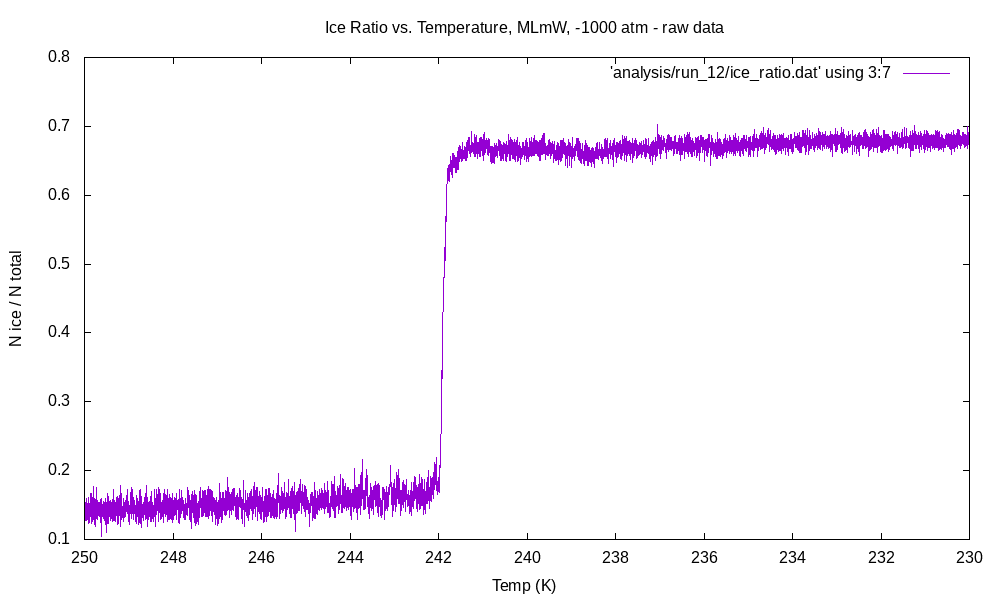 Ice Ratio vs. Temperature, MLmW, -1000 atm - raw data
'analysis/run_12/ice_ratio.dat' using 3:7
N ice / N total
0.8
0.7
0.6
0.5
0.4
0.3
0.2
0.1
250 248 246 244 242 240 238 236 234 232 230
Temp (K)